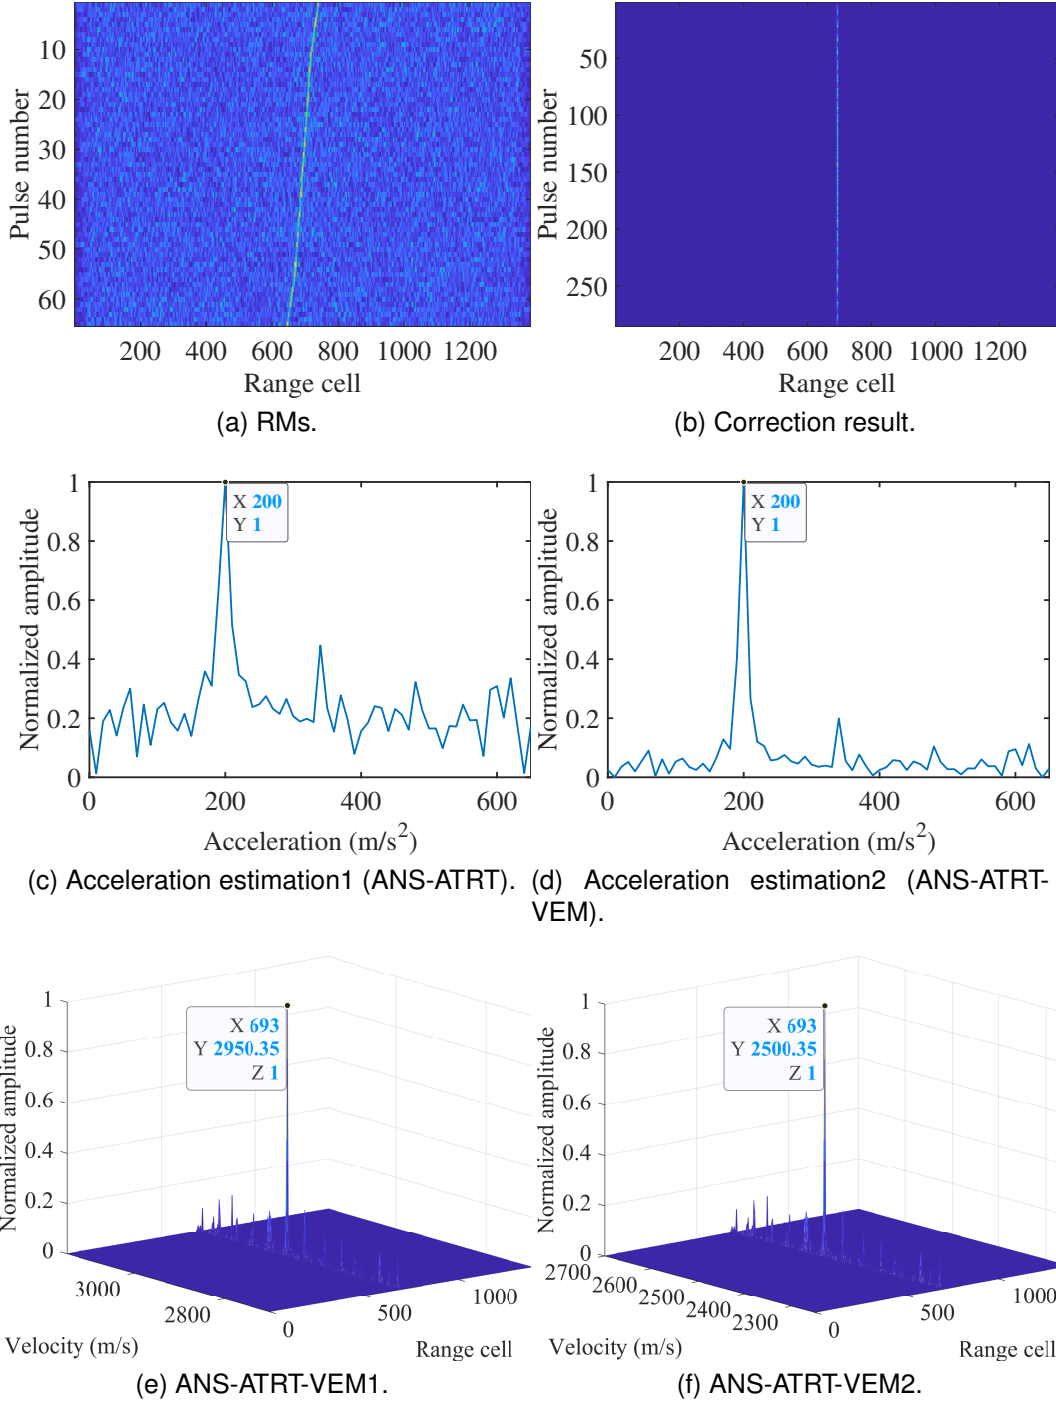 Pulse number
10
20
30
40
50
60
200 400 600 800 1000 1200
Range cell
(a) RMs.
Pulse number
50
100
150
200
250
200 400 600 800 1000 1200
Range cell
(b) Correction result.
Normalized amplitude
1
0.8
0.6
0.4
0.2
0
X 200
Y 1
0 200 400 600
Acceleration (m/s²)
(c) Acceleration estimation1 (ANS-ATRT).
Normalized amplitude
1
0.8
0.6
0.4
0.2
0
X 200
Y 1
0 200 400 600
Acceleration (m/s²)
(d) Acceleration estimation2 (ANS-ATRT-
VEM).
Normalized amplitude
1
0.8
0.6
0.4
0.2
0
X 693
Y 2950.35
Z 1
3000
2800
0
500
1000
Velocity (m/s)
Range cell
(e) ANS-ATRT-VEM1.
Normalized amplitude
1
0.8
0.6
0.4
0.2
0
X 693
Y 2500.35
Z 1
2700
2600
2500
2400
2300
0
500
1000
Velocity (m/s)
Range cell
(f) ANS-ATRT-VEM2.